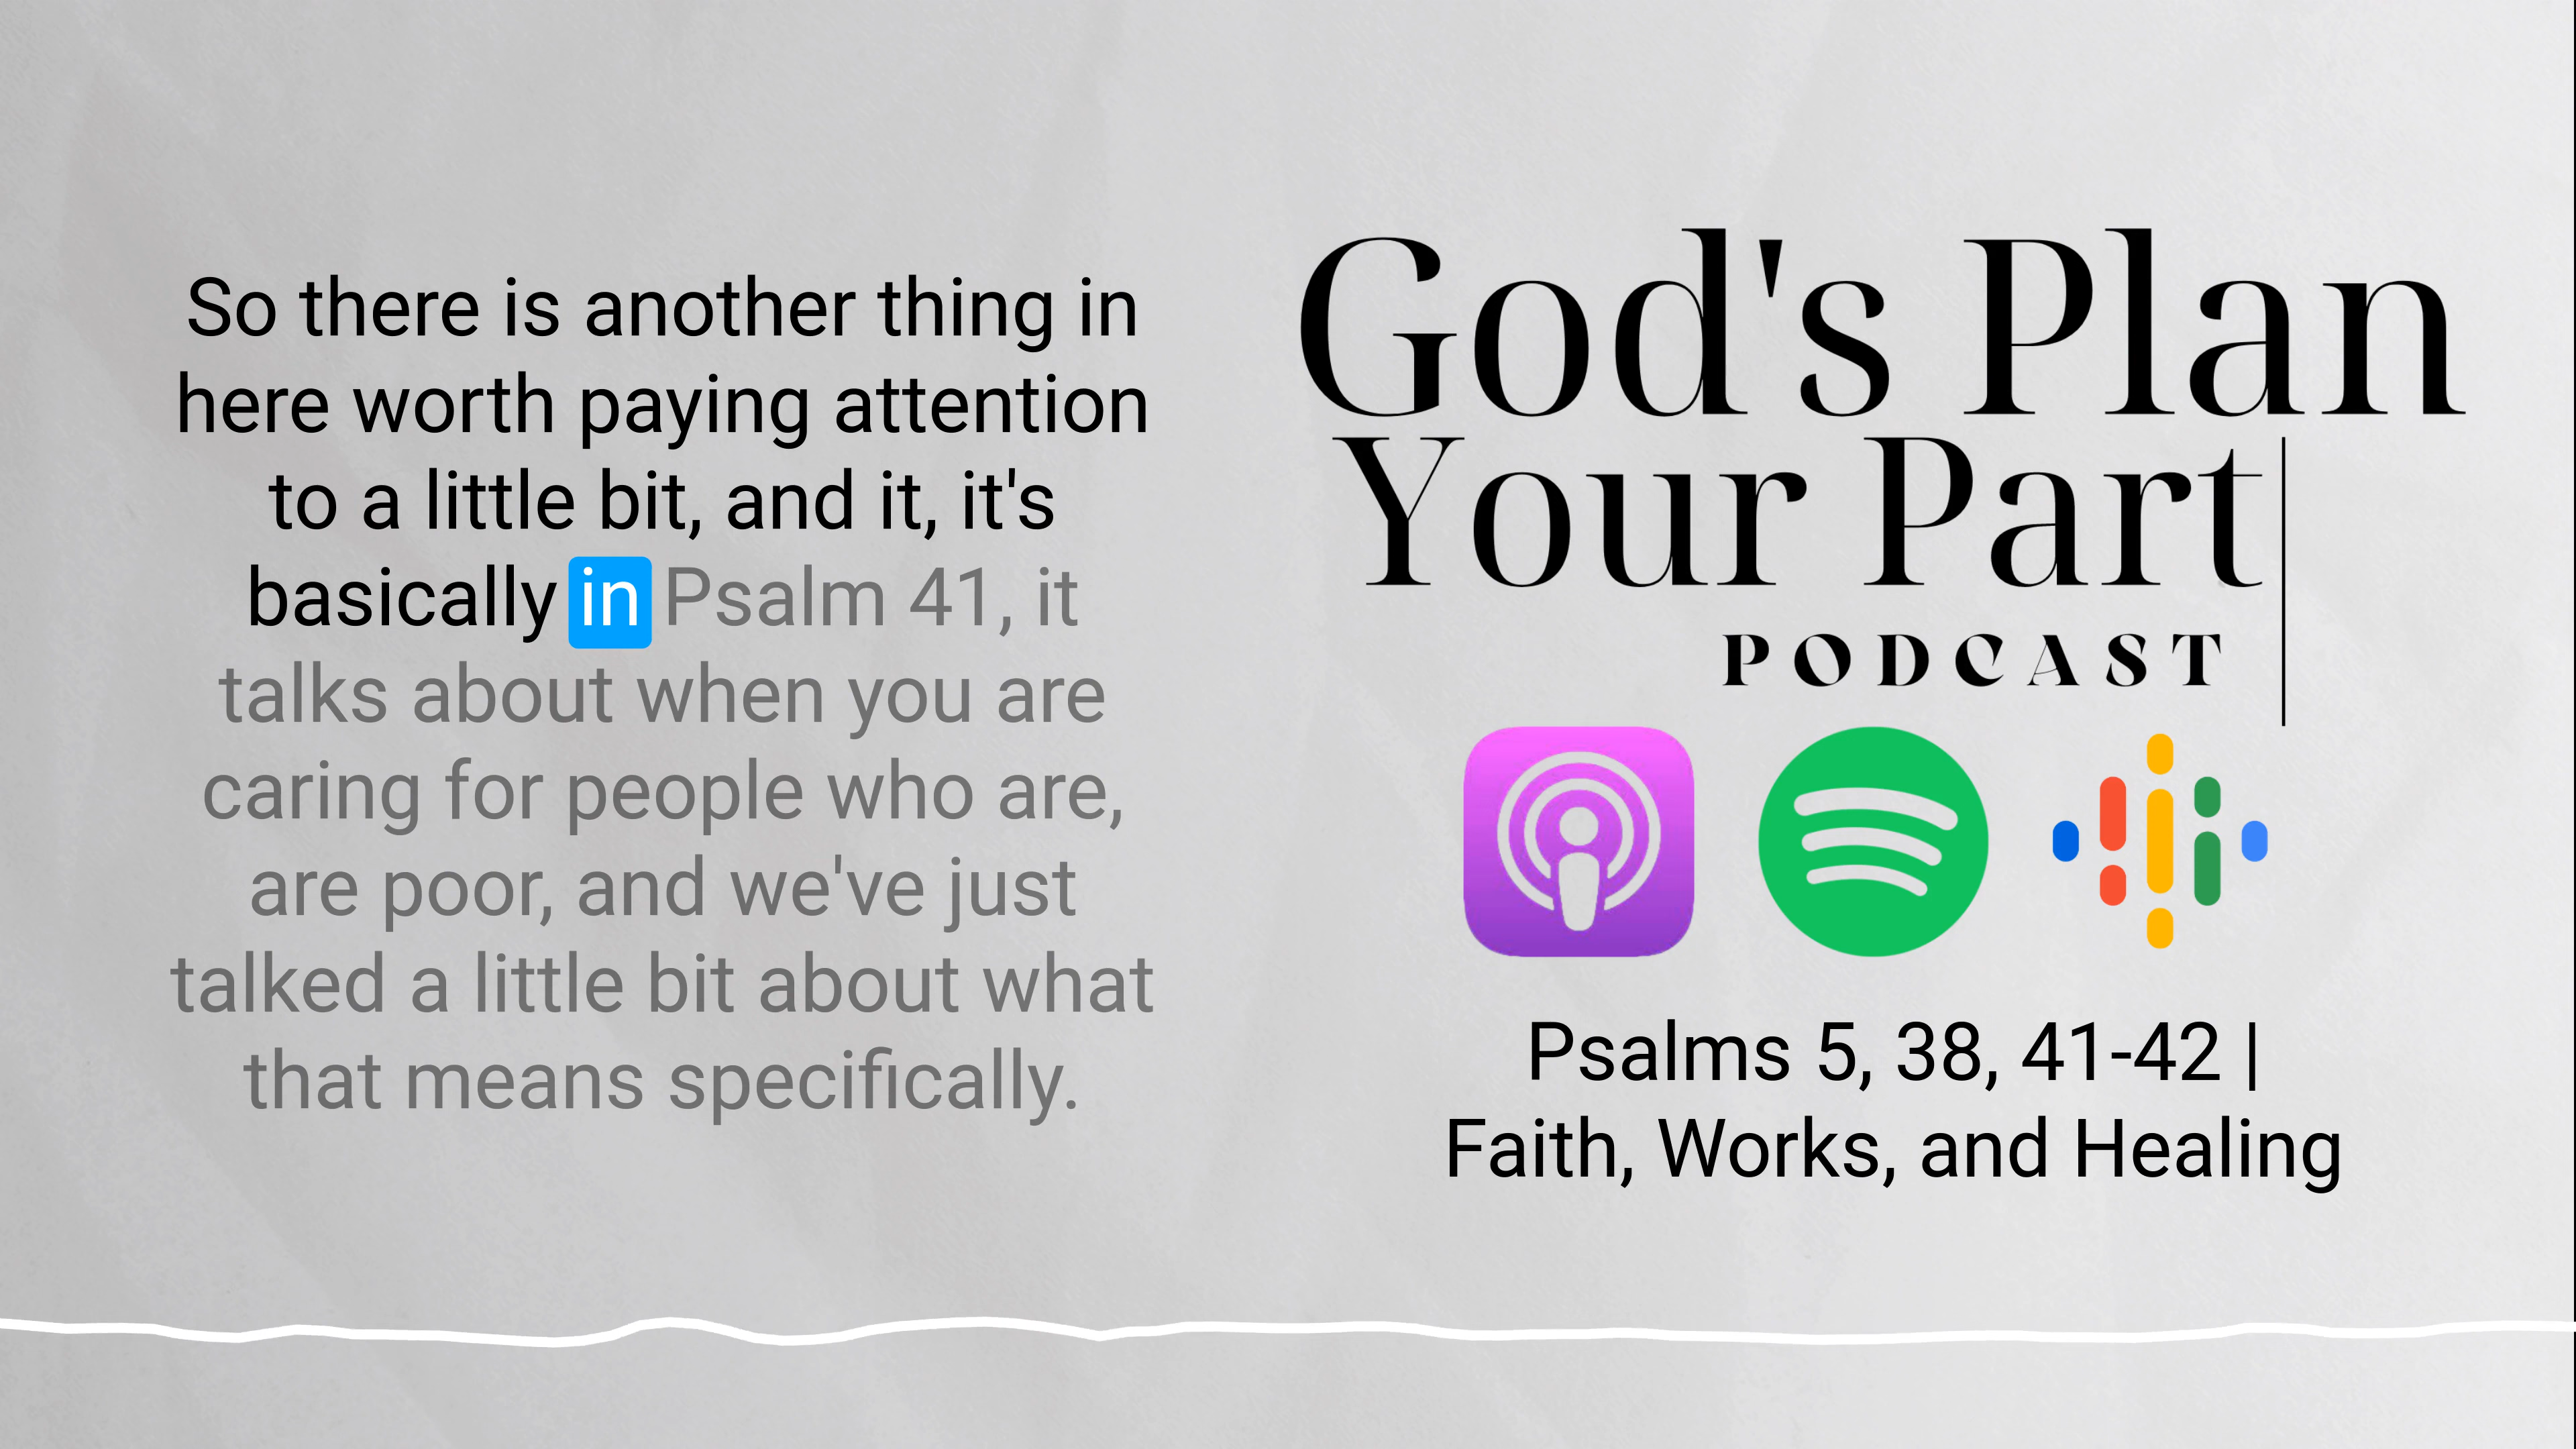 So there is another thing in
here worth paying attention
to a little bit, and it, it's
basically in Psalm 41, it
talks about when you are
caring for people who are,
are poor, and we've just
talked a little bit about what
that means specifically.
God's Plan
Your Part
PODCAST
Psalms 5, 38, 41-42 |
Faith, Works, and Healing